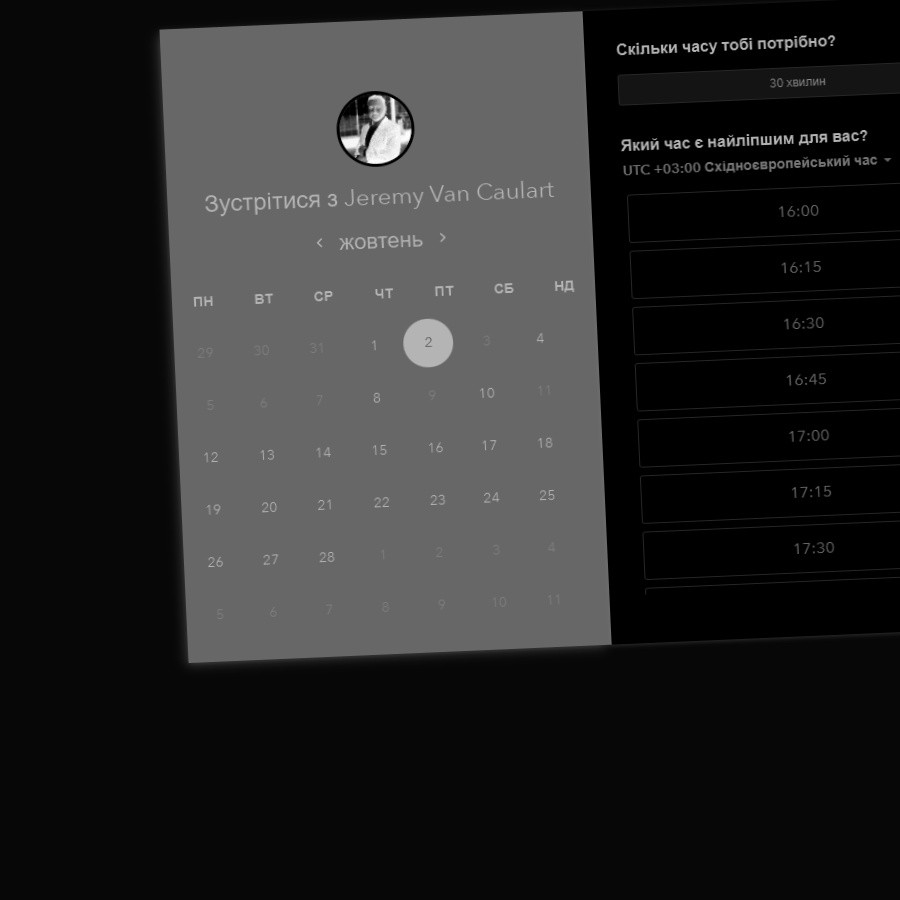 Зустрітися з Jeremy Van Caulart
жовтень
ПН ВТ СР ЧТ ПТ СБ НД
29 30 31 1 2 3 4
5 6 7 8 9 10 11
12 13 14 15 16 17 18
19 20 21 22 23 24 25
26 27 28 1 2 3 4
5 6 7 8 9 10 11
Скільки часу тобі потрібно?
30 хвилин
Який час є найліпшим для вас?
UTC +03:00 Східноєвропейський час
16:00
16:15
16:30
16:45
17:00
17:15
17:30